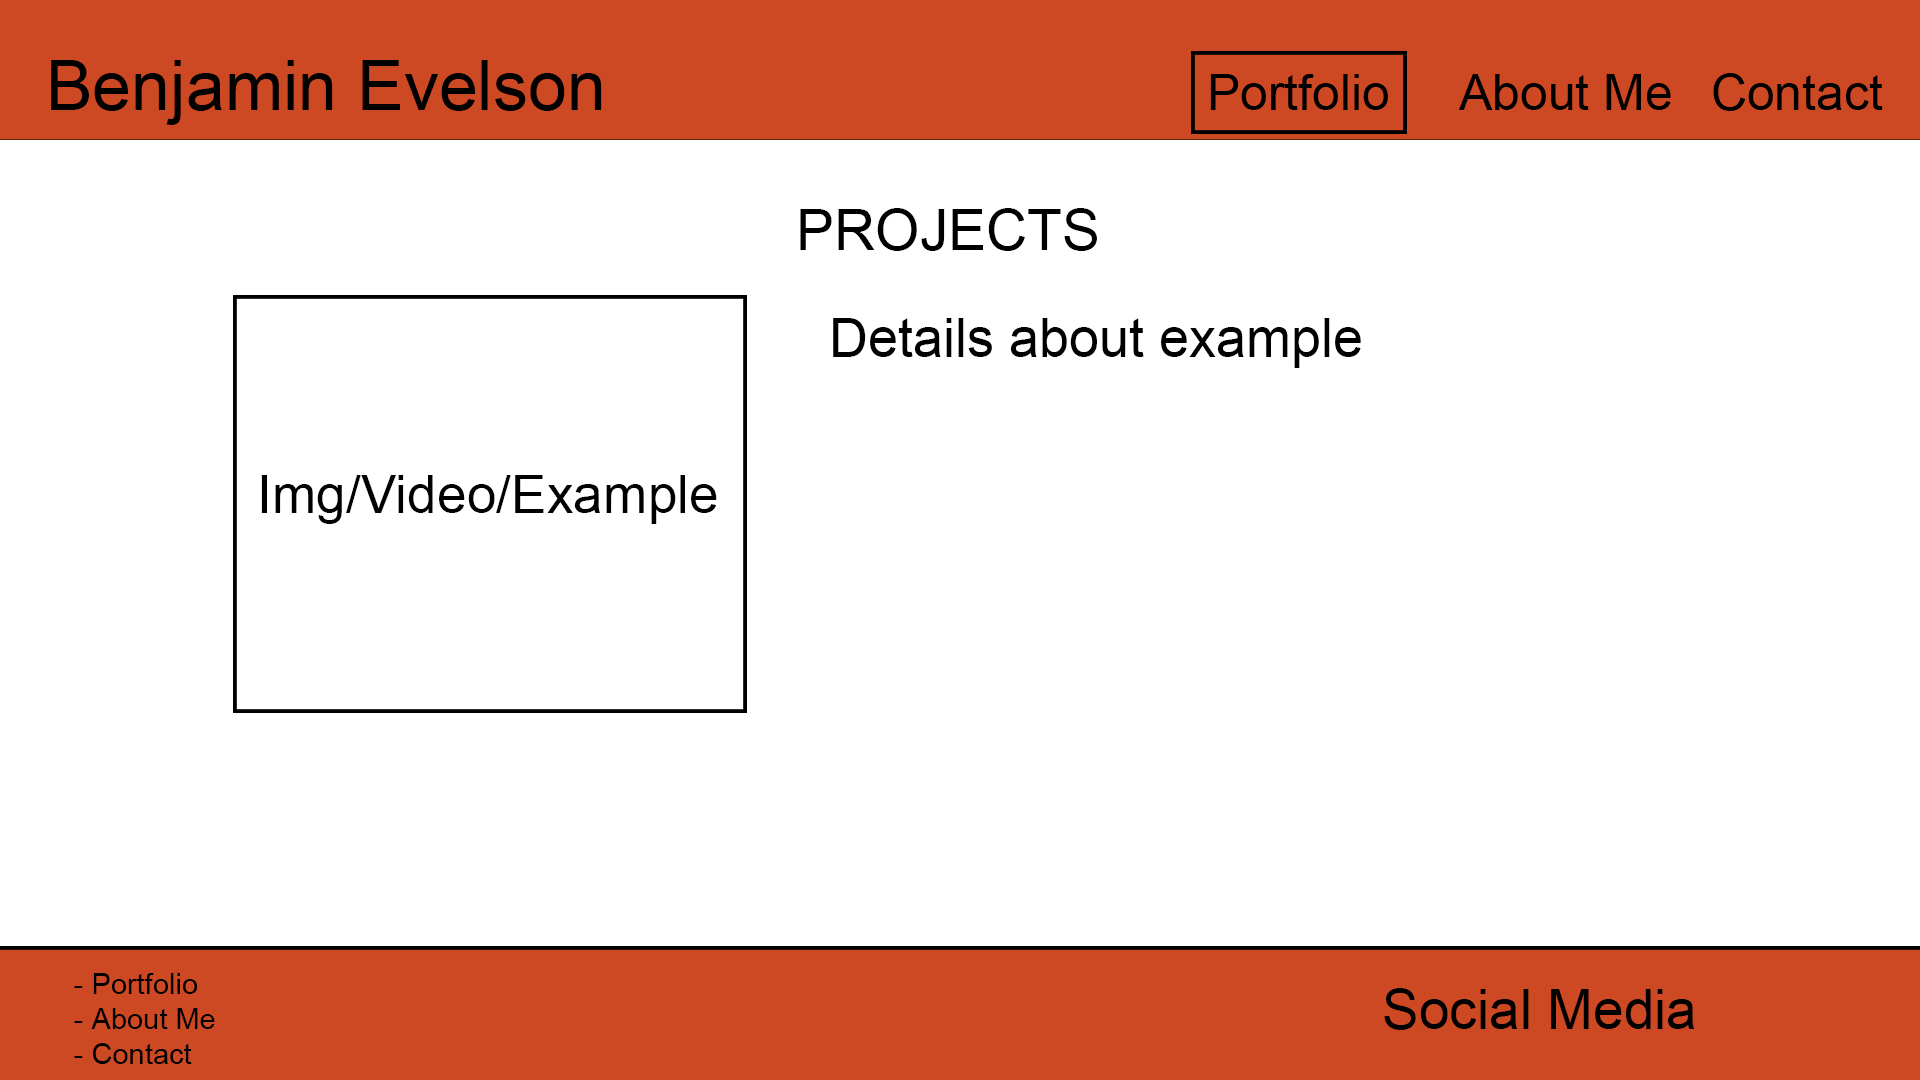 Benjamin Evelson
Portfolio About Me Contact
PROJECTS
Details about example
Img/Video/Example
- Portfolio
- About Me
- Contact
Social Media